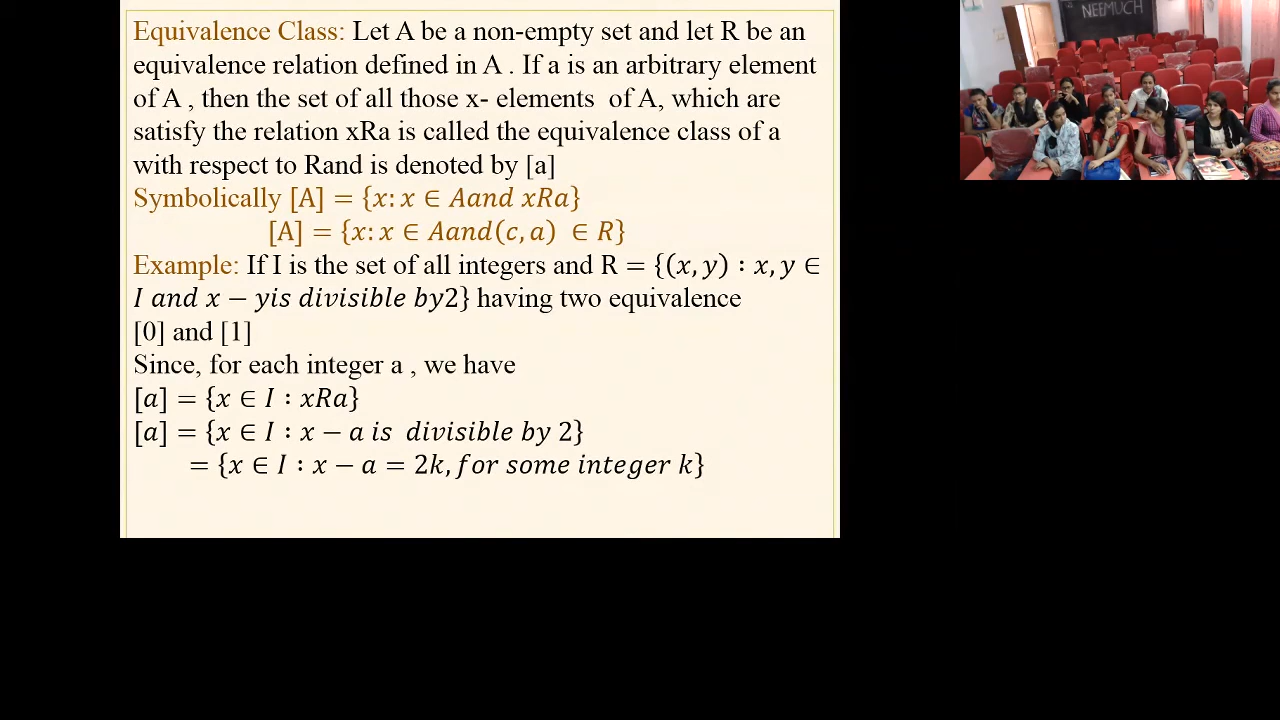 Equivalence Class: Let A be a non-empty set and let R be an
equivalence relation defined in A . If a is an arbitrary element
of A , then the set of all those x- elements of A, which are
satisfy the relation xRa is called the equivalence class of a
with respect to Rand is denoted by [a]
Symbolically [A] = {x: x ∈ Aand xRa}
[A] = {x: x ∈ Aand(c, a) ∈ R}
Example: If I is the set of all integers and R = {(x, y) : x, y ∈
I and x − yis divisible by2} having two equivalence
[0] and [1]
Since, for each integer a , we have
[a] = {x ∈ I : xRa}
[a] = {x ∈ I : x − a is divisible by 2}
= {x ∈ I : x − a = 2k, for some integer k}
NEEMUCH